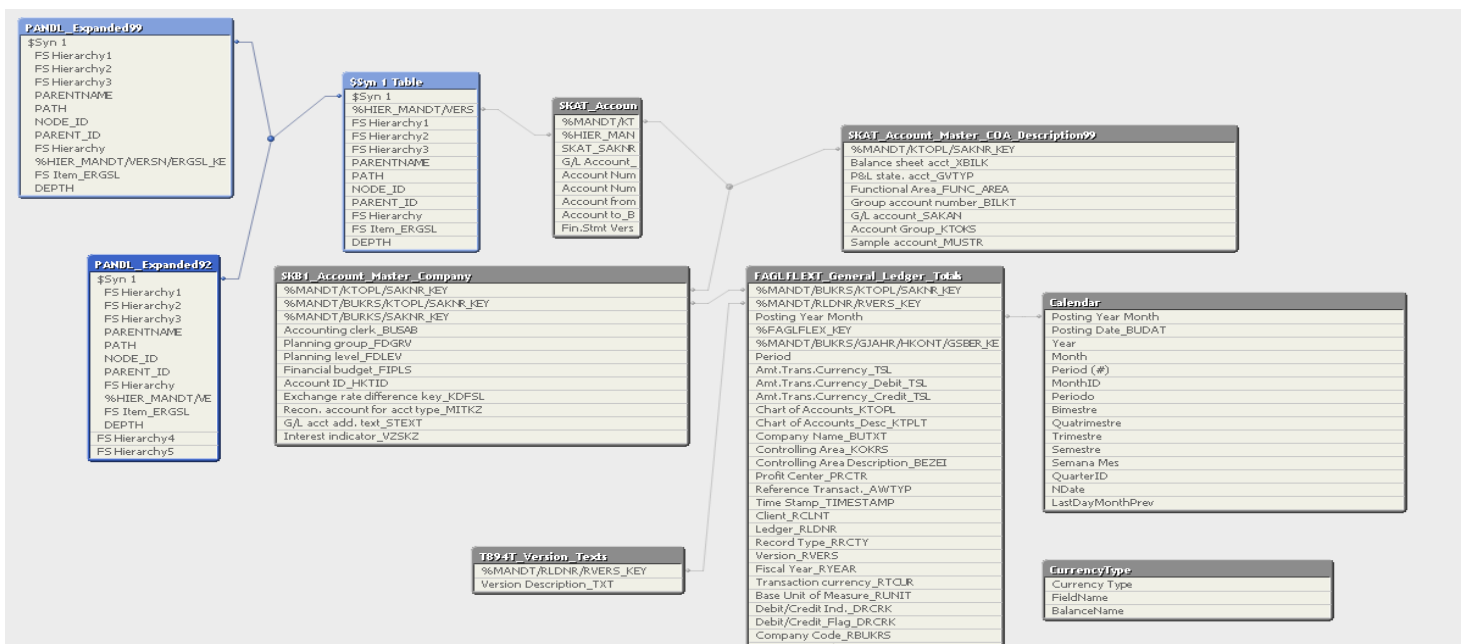 PANDL_Expanded99
$Syn 1
FS Hierarchy1
FS Hierarchy2
FS Hierarchy3
PARENTNAME
PATH
NODE_ID
PARENT_ID
FS Hierarchy
%HIER_MANDT/VERSN/ERGSL_KE
FS Item_ERGSL
DEPTH
$Syn 1 Table
$Syn 1
%HIER_MANDT/VERS
FS Hierarchy1
FS Hierarchy2
FS Hierarchy3
PARENTNAME
PATH
NODE_ID
PARENT_ID
FS Hierarchy
FS Item_ERGSL
DEPTH
SKAT_Accoun
%MANDT/KT
%HIER_MAN
SKAT_SAKNR
G/L Account_
Account Num
Account Num
Account from
Account to_B
Fin.Stmt Vers
SKAT_Account_Master_COA_Description99
%MANDT/KTOPL/SAKNR_KEY
Balance sheet acct_XBILK
P&L state. acct_GVTYP
Functional Area_FUNC_AREA
Group account number_BILKT
G/L account_SAKAN
Account Group_KTOKS
Sample account_MUSTR
PANDL_Expanded92
$Syn 1
FS Hierarchy1
FS Hierarchy2
FS Hierarchy3
PARENTNAME
PATH
NODE_ID
PARENT_ID
FS Hierarchy
%HIER_MANDT/VE
FS Item_ERGSL
DEPTH
FS Hierarchy4
FS Hierarchy5
SKB1_Account_Master_Company
%MANDT/KTOPL/SAKNR_KEY
%MANDT/BUKRS/KTOPL/SAKNR_KEY
%MANDT/BURKS/SAKNR_KEY
Accounting clerk_BUSAB
Planning group_FDGRV
Planning level_FDLEV
Financial budget_FIPLS
Account ID_HKTID
Exchange rate difference key_KDFSL
Recon. account for acct type_MITKZ
G/L acct add. text_STEXT
Interest indicator_VZSKZ
FAGLFLEXT_General_Ledger_Totals
%MANDT/BUKRS/KTOPL/SAKNR_KEY
%MANDT/RLDNR/RVERS_KEY
Posting Year Month
%FAGLFLEX_KEY
%MANDT/BUKRS/GJAHR/HKONT/GSBER_KE
Period
Amt.Trans.Currency_TSL
Amt.Trans.Currency_Debit_TSL
Amt.Trans.Currency_Credit_TSL
Chart of Accounts_KTOPL
Chart of Accounts_Desc_KTPLT
Company Name_BUTXT
Controlling Area_KOKRS
Controlling Area Description_BEZEI
Profit Center_PRCTR
Reference Transact._AWTYP
Time Stamp_TIMESTAMP
Client_RCLNT
Ledger_RLDNR
Record Type_RRCTY
Version_RVERS
Fiscal Year_RYEAR
Transaction currency_RTCUR
Base Unit of Measure_RUNIT
Debit/Credit Ind._DRCRK
Debit/Credit_Flag_DRCRK
Company Code_RBUKRS
Calendar
Posting Year Month
Posting Date_BUDAT
Year
Month
Period (#)
MonthID
Periodo
Bimestre
Quatrimestre
Trimestre
Semestre
Semana Mes
QuarterID
NDate
LastDayMonthPrev
T894T_Version_Texts
%MANDT/RLDNR/RVERS_KEY
Version Description_TXT
CurrencyType
Currency Type
FieldName
BalanceName